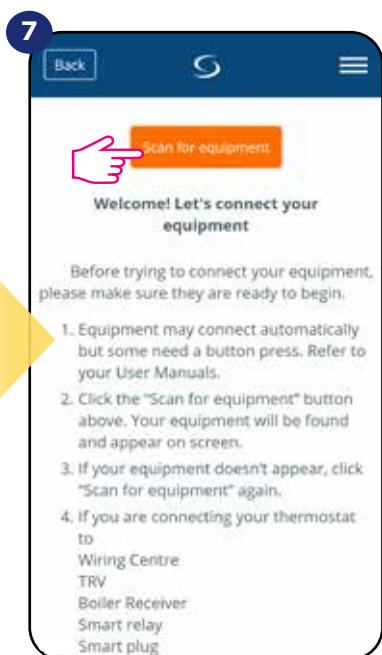 7
Back
Scan for equipment
Welcome! Let's connect your
equipment
Before trying to connect your equipment,
please make sure they are ready to begin.
1. Equipment may connect automatically
but some need a button press. Refer to
your User Manuals.
2. Click the "Scan for equipment" button
above. Your equipment will be found
and appear on screen.
3. If your equipment doesn't appear, click
"Scan for equipment" again.
4. If you are connecting your thermostat
to
Wiring Centre
TRV
Boiler Receiver
Smart relay
Smart plug